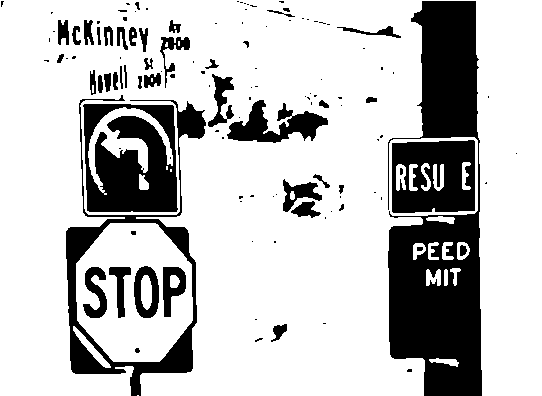 McKinney Av 2800
Howell St 2800
STOP
RESU E
PEED
MIT